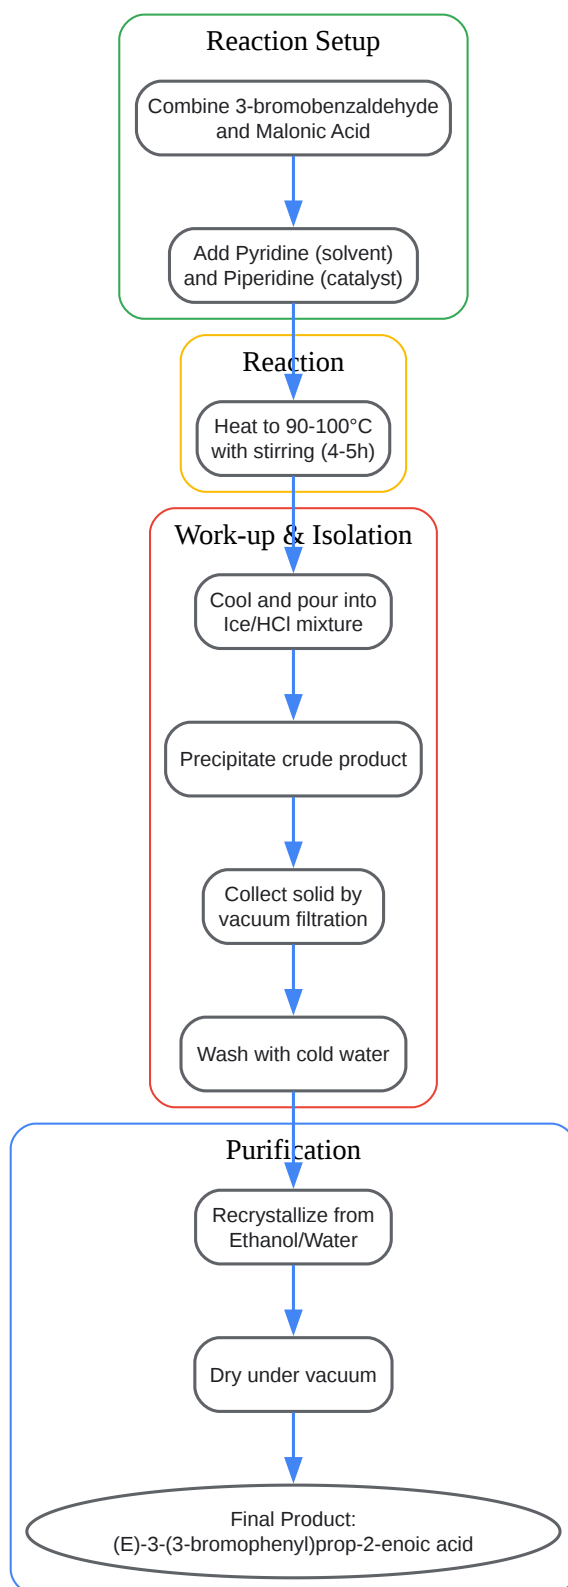 Reaction Setup
Combine 3-bromobenzaldehyde
and Malonic Acid
Add Pyridine (solvent)
and Piperidine (catalyst)
Reaction
Heat to 90-100°C
with stirring (4-5h)
Work-up & Isolation
Cool and pour into
Ice/HCl mixture
Precipitate crude product
Collect solid by
vacuum filtration
Wash with cold water
Purification
Recrystallize from
Ethanol/Water
Dry under vacuum
Final Product:
(E)-3-(3-bromophenyl)prop-2-enoic acid